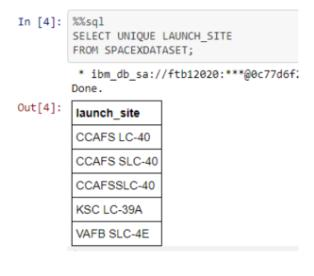 In [4]: %%sql
SELECT UNIQUE LAUNCH_SITE
FROM SPACEXDATASET;
* ibm_db_sa://ftb12020:***@0c77d6f2
Done.
Out[4]: launch_site
CCAFS LC-40
CCAFS SLC-40
CCAFSSLC-40
KSC LC-39A
VAFB SLC-4E